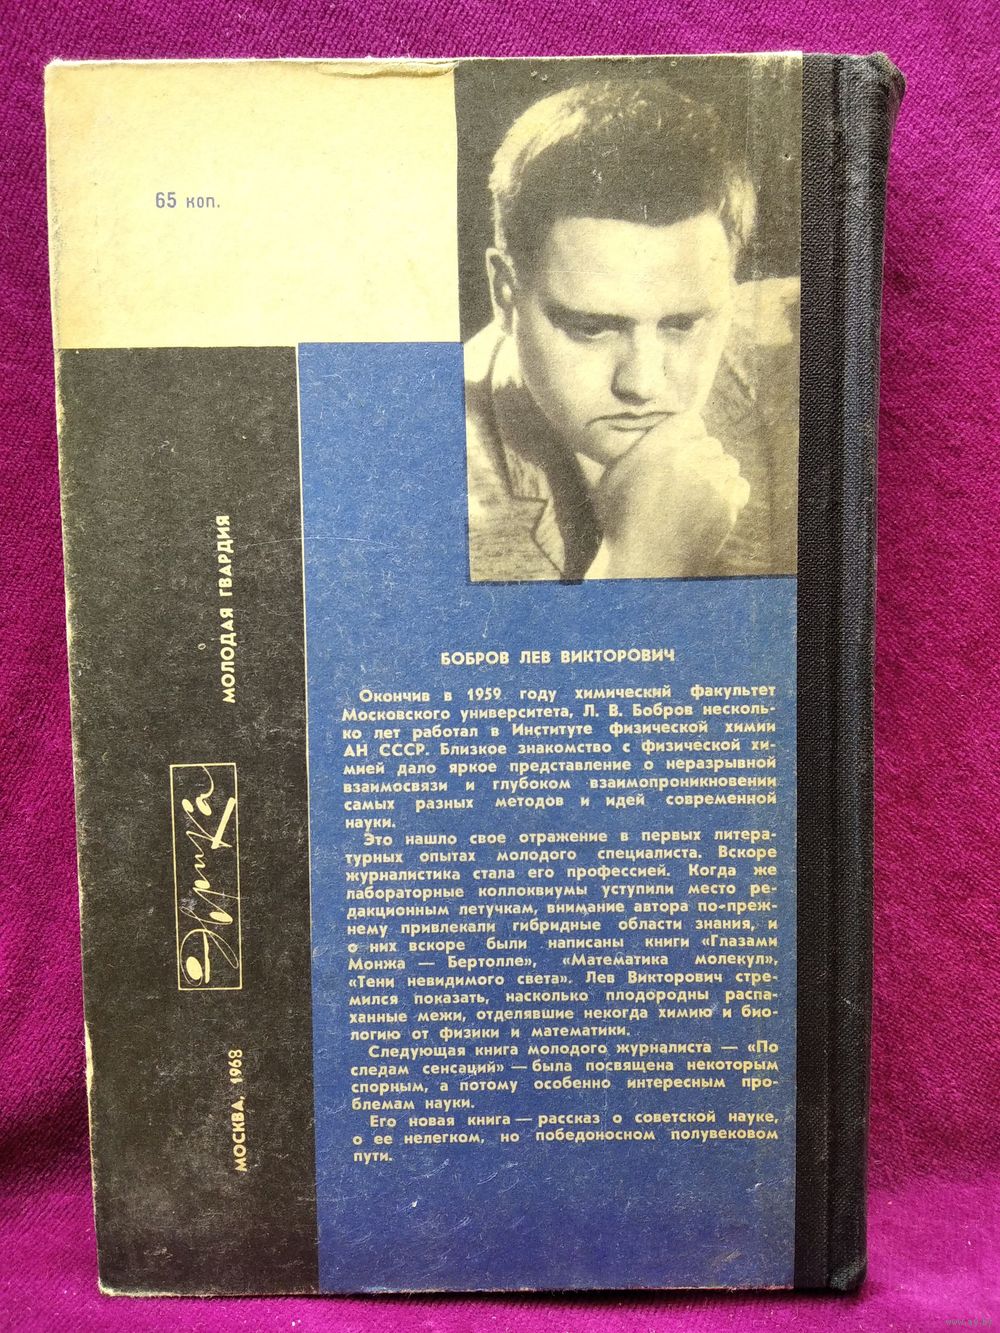 65 коп.
МОЛОДАЯ ГВАРДИЯ
Эврика
МОСКВА, 1968
БОБРОВ ЛЕВ ВИКТОРОВИЧ
Окончив в 1959 году химический факультет
Московского университета, Л. В. Бобров несколь-
ко лет работал в Институте физической химии
АН СССР. Близкое знакомство с физической хи-
мией дало яркое представление о неразрывной
взаимосвязи и глубоком взаимопроникновении
самых разных методов и идей современной
науки.
Это нашло свое отражение в первых литера-
турных опытах молодого специалиста. Вскоре
журналистика стала его профессией. Когда же
лабораторные коллоквиумы уступили место ре-
дакционным летучкам, внимание автора по-преж-
нему привлекали гибридные области знания, и
о них вскоре были написаны книги «Глазами
Монжа — Бертолле», «Математика молекул»,
«Тени невидимого света». Лев Викторович стре-
мился показать, насколько плодородны распа-
ханные межи, отделявшие некогда химию и био-
логию от физики и математики.
Следующая книга молодого журналиста — «По
следам сенсаций» — была посвящена некоторым
спорным, а потому особенно интересным про-
блемам науки.
Его новая книга — рассказ о советской науке,
о ее нелегком, но победоносном полувековом
пути.
www.ay.by